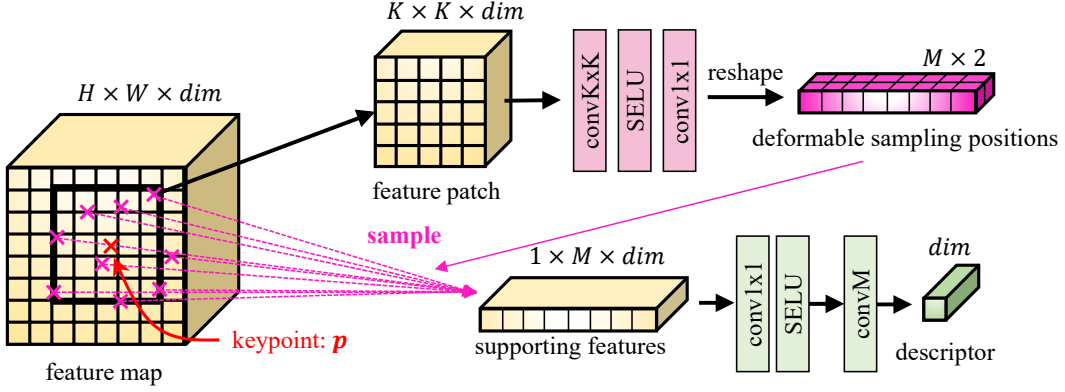 K × K × dim
H × W × dim
convKxK
SELU
conv1x1
reshape
M × 2
deformable sampling positions
feature patch
sample
1 × M × dim
conv1x1
SELU
convM
dim
keypoint: p
supporting features
descriptor
feature map